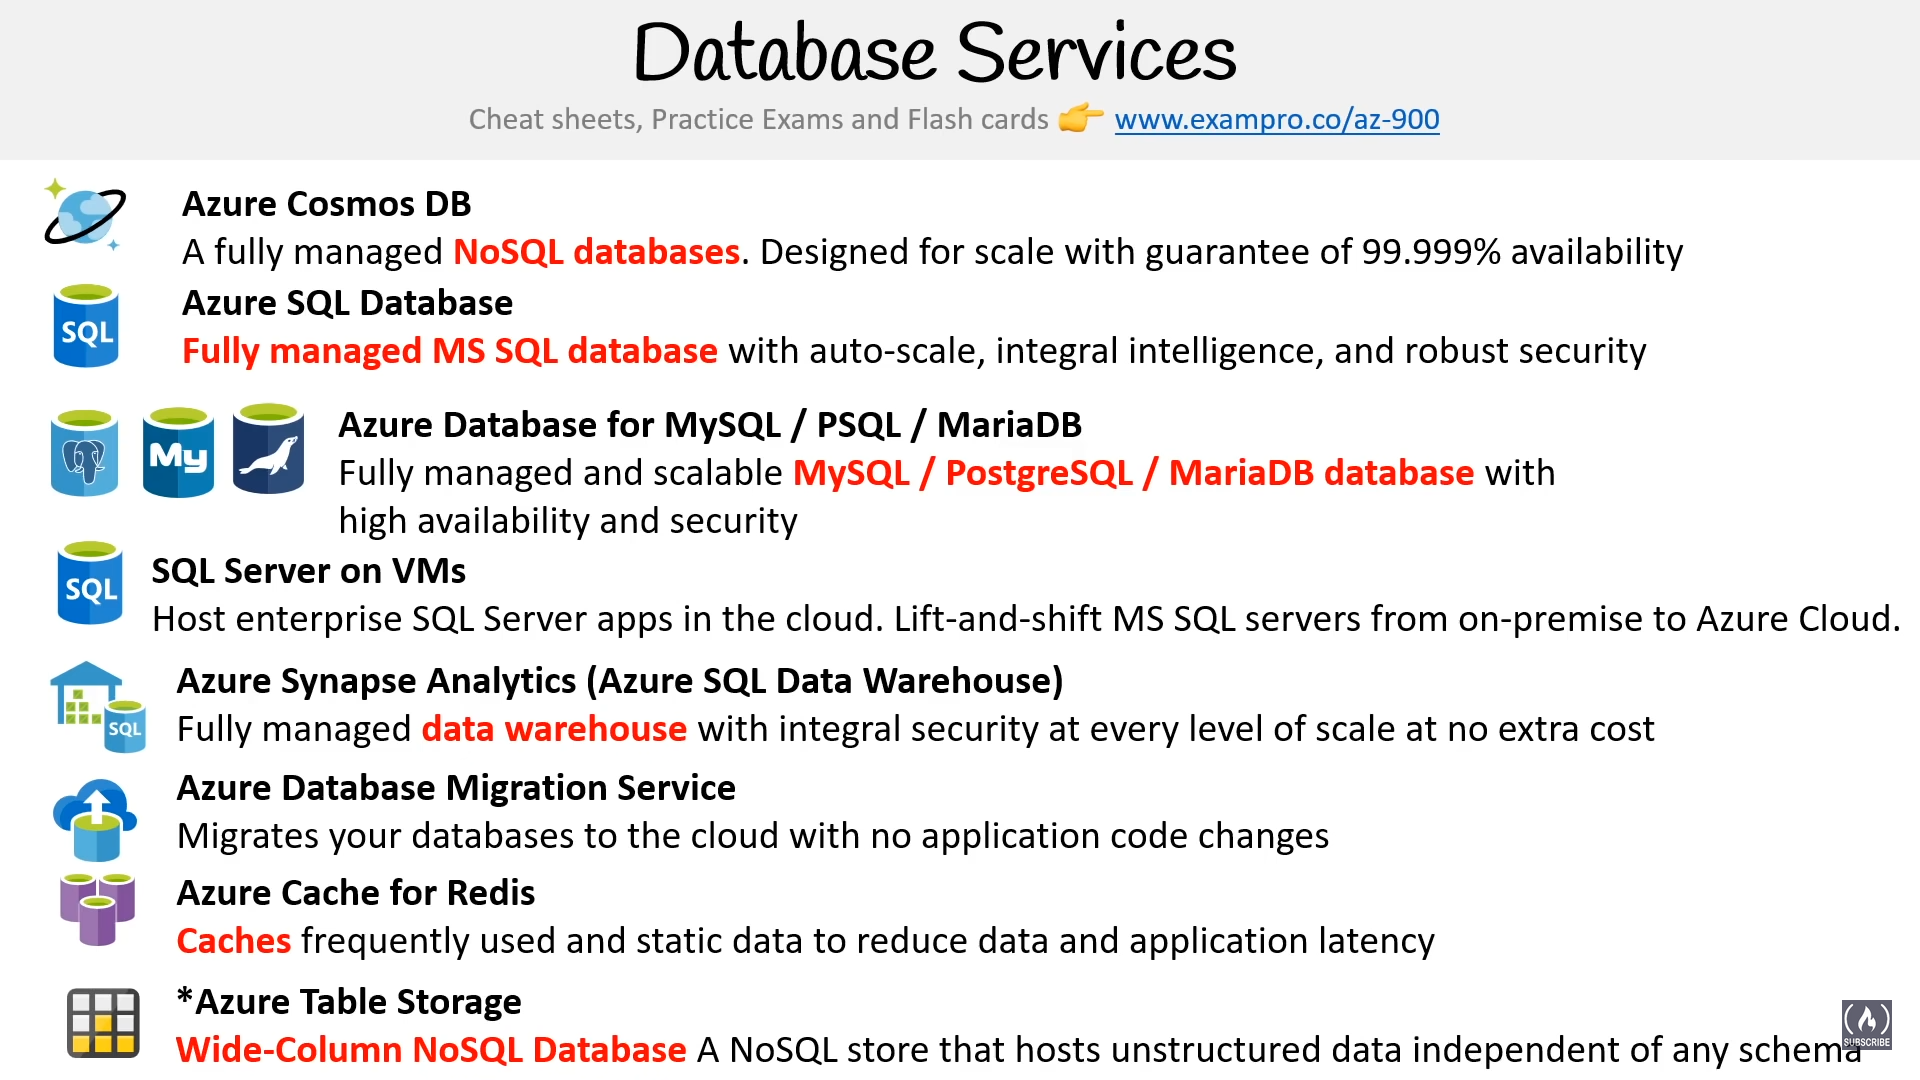 Database Services
Cheat sheets, Practice Exams and Flash cards 👉 www.exampro.co/az-900
Azure Cosmos DB
A fully managed NoSQL databases. Designed for scale with guarantee of 99.999% availability
SQL
Azure SQL Database
Fully managed MS SQL database with auto-scale, integral intelligence, and robust security
My
Azure Database for MySQL / PSQL / MariaDB
Fully managed and scalable MySQL / PostgreSQL / MariaDB database with
high availability and security
SQL
SQL Server on VMs
Host enterprise SQL Server apps in the cloud. Lift-and-shift MS SQL servers from on-premise to Azure Cloud.
SQL
Azure Synapse Analytics (Azure SQL Data Warehouse)
Fully managed data warehouse with integral security at every level of scale at no extra cost
Azure Database Migration Service
Migrates your databases to the cloud with no application code changes
Azure Cache for Redis
Caches frequently used and static data to reduce data and application latency
*Azure Table Storage
Wide-Column NoSQL Database A NoSQL store that hosts unstructured data independent of any schema
SUBSCRIBE